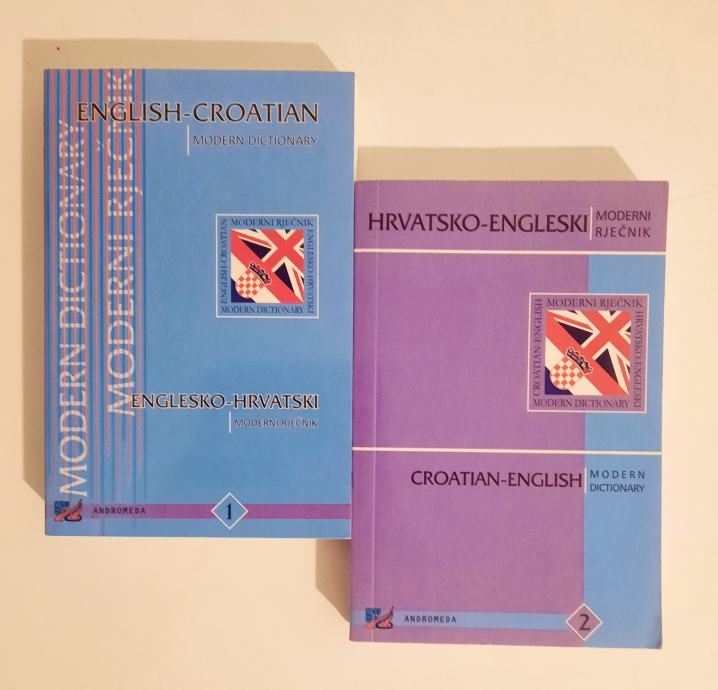 MODERN DICTIONARY
MODERNI RJEČNIK
ENGLISH-CROATIAN
MODERN DICTIONARY
MODERNI RJEČNIK
ENGLISH-CROATIAN
ENGLESKO-HRVATSKI
MODERN DICTIONARY
ENGLESKO-HRVATSKI
MODERNI RJEČNIK
ANDROMEDA
1
HRVATSKO-ENGLESKI
MODERNI
RJEČNIK
MODERNI RJEČNIK
CROATIAN-ENGLISH
HRVATSKO-ENGLESKI
MODERN DICTIONARY
CROATIAN-ENGLISH
MODERN
DICTIONARY
ANDROMEDA
2